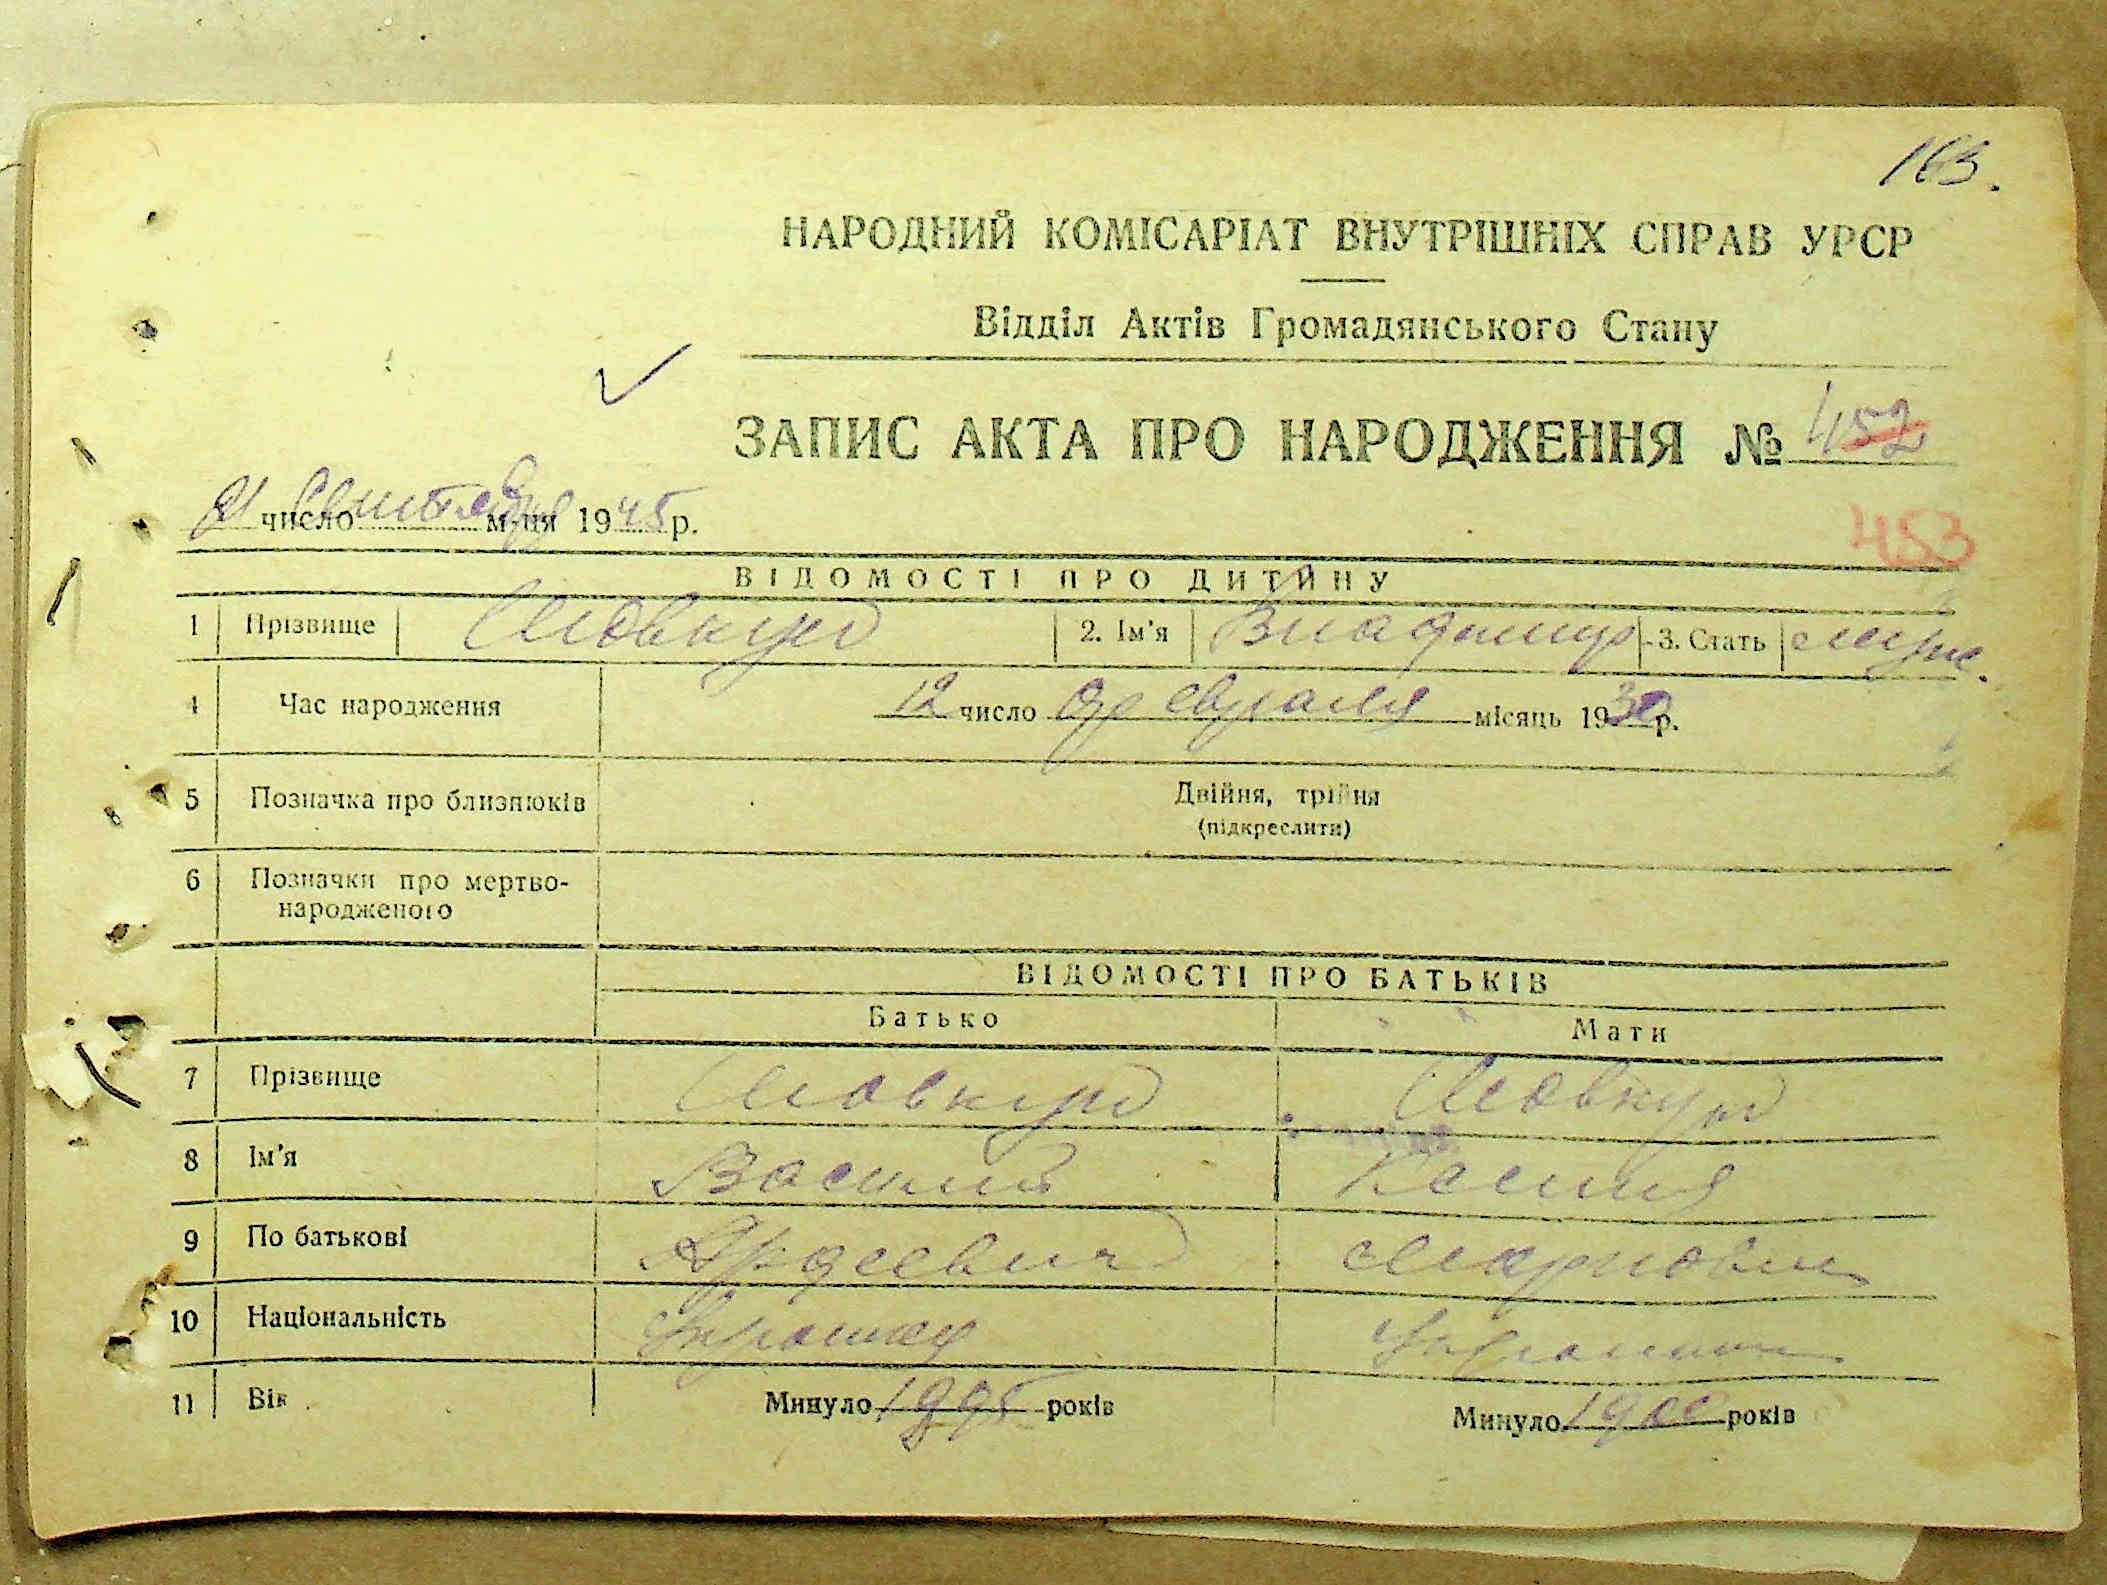 163.
НАРОДНИЙ КОМІСАРІАТ ВНУТРІШНІХ СПРАВ УРСР
Відділ Актів Громадянського Стану
ЗАПИС АКТА ПРО НАРОДЖЕННЯ № 452
21 число Сентября м-ця 1945 р.
453
ВІДОМОСТІ ПРО ДИТИНУ
1 Прізвище 2. Ім'я Владимир 3. Стать муж.
4 Час народження 12 число февраля місяць 1930 р.
5 Позначка про близнюків Двійня, трійня
(підкреслити)
6 Позначки про мертво-
народженого
ВІДОМОСТІ ПРО БАТЬКІВ
Батько Мати
7 Прізвище
8 Ім'я Василий Ксения
9 По батькові
10 Національність
11 Вік Минуло років Минуло 1900 років